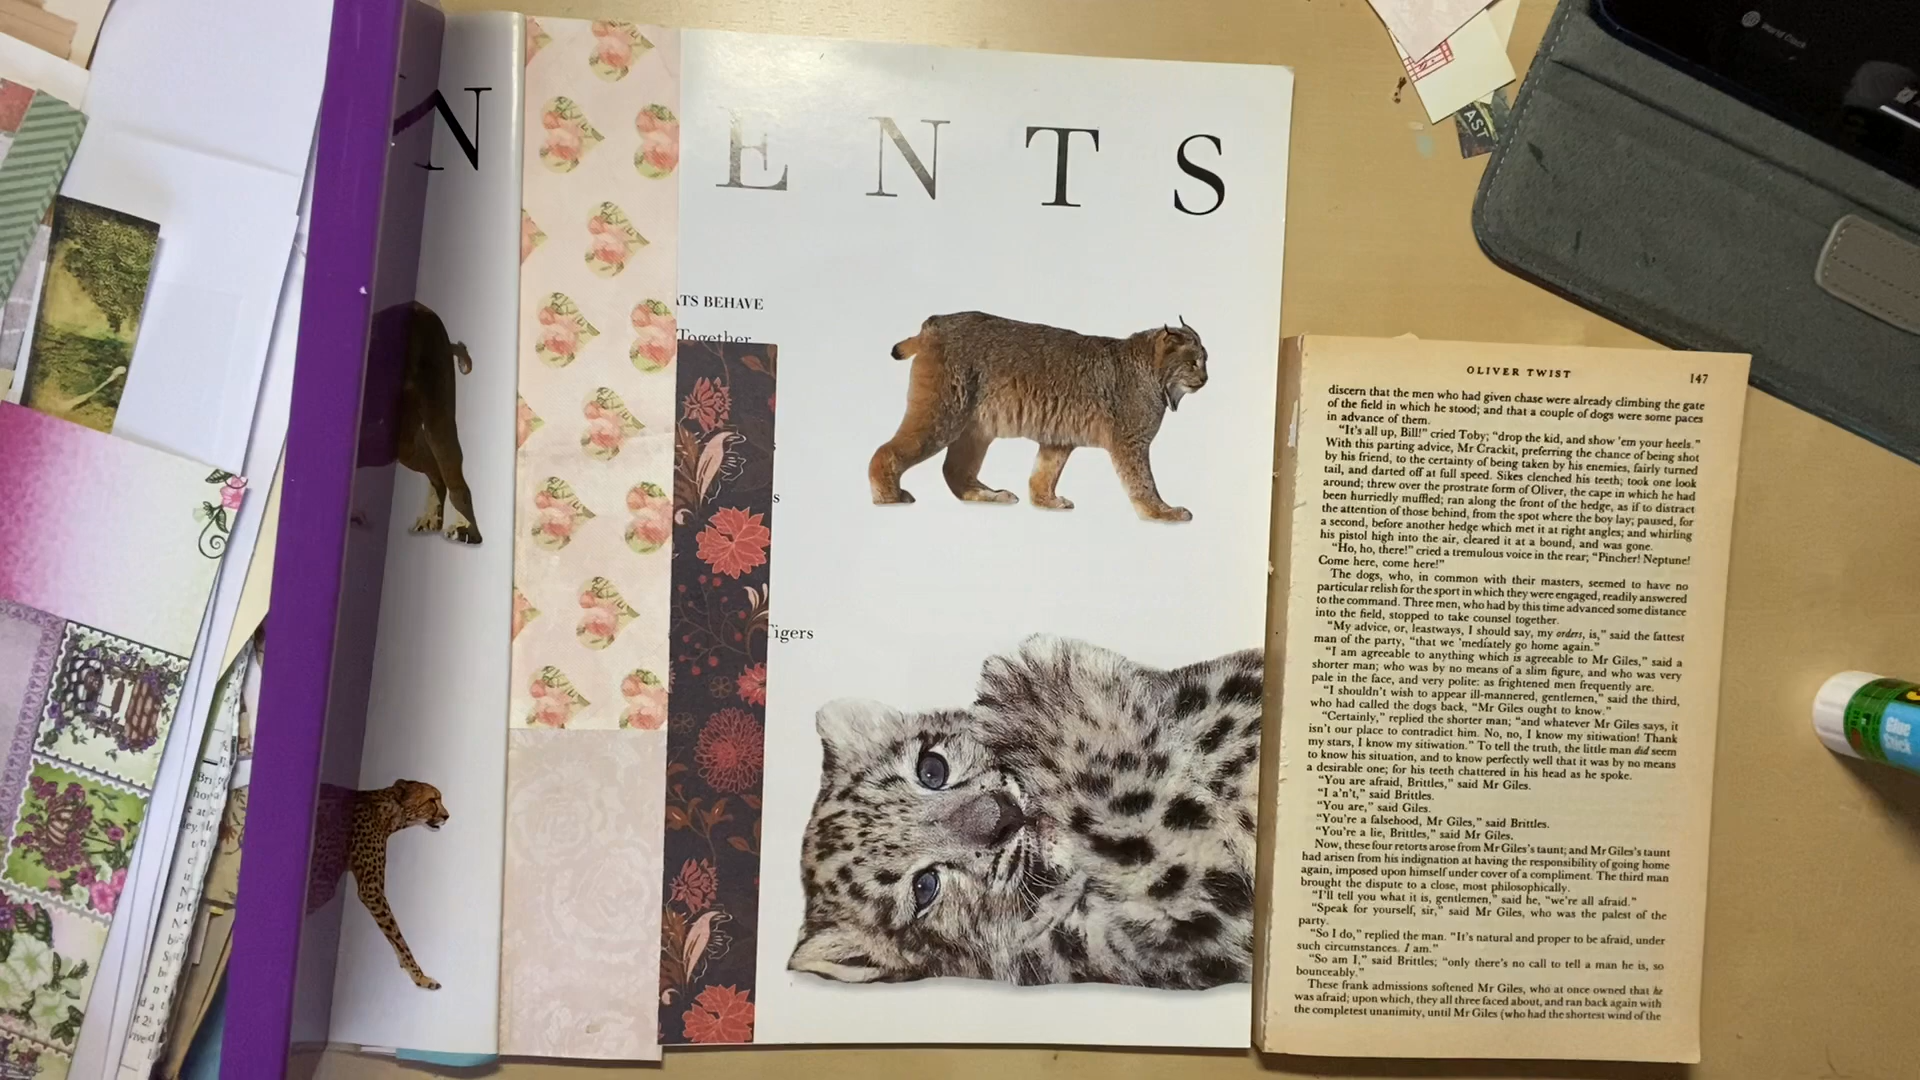 N E N T S
ATS BEHAVE
Together
s
s
Tigers
World Clock
AST
Glue
Stick
OLIVER TWIST 147
discern that the men who had given chase were already climbing the gate
of the field in which he stood; and that a couple of dogs were some paces
in advance of them.
"It's all up, Bill!" cried Toby; "drop the kid, and show 'em your heels."
With this parting advice, Mr Crackit, preferring the chance of being shot
by his friend, to the certainty of being taken by his enemies, fairly turned
tail, and darted off at full speed. Sikes clenched his teeth; took one look
around; threw over the prostrate form of Oliver, the cape in which he had
been hurriedly muffled; ran along the front of the hedge, as if to distract
the attention of those behind, from the spot where the boy lay; paused, for
a second, before another hedge which met it at right angles; and whirling
his pistol high into the air, cleared it at a bound, and was gone.
"Ho, ho, there!" cried a tremulous voice in the rear; "Pincher! Neptune!
Come here, come here!"
The dogs, who, in common with their masters, seemed to have no
particular relish for the sport in which they were engaged, readily answered
to the command. Three men, who had by this time advanced some distance
into the field, stopped to take counsel together.
"My advice, or, leastways, I should say, my orders, is," said the fattest
man of the party, "that we 'mediately go home again."
"I am agreeable to anything which is agreeable to Mr Giles," said a
shorter man; who was by no means of a slim figure, and who was very
pale in the face, and very polite: as frightened men frequently are.
"I shouldn't wish to appear ill-mannered, gentlemen," said the third,
who had called the dogs back, "Mr Giles ought to know."
"Certainly," replied the shorter man; "and whatever Mr Giles says, it
isn't our place to contradict him. No, no, I know my sitiwation! Thank
my stars, I know my sitiwation." To tell the truth, the little man did seem
to know his situation, and to know perfectly well that it was by no means
a desirable one; for his teeth chattered in his head as he spoke.
"You are afraid, Brittles," said Mr Giles.
"I a'n't," said Brittles.
"You are," said Giles.
"You're a falsehood, Mr Giles," said Brittles.
"You're a lie, Brittles," said Mr Giles.
Now, these four retorts arose from Mr Giles's taunt; and Mr Giles's taunt
had arisen from his indignation at having the responsibility of going home
again, imposed upon himself under cover of a compliment. The third man
brought the dispute to a close, most philosophically.
"I'll tell you what it is, gentlemen," said he, "we're all afraid."
"Speak for yourself, sir," said Mr Giles, who was the palest of the
party.
"So I do," replied the man. "It's natural and proper to be afraid, under
such circumstances. I am."
"So am I," said Brittles; "only there's no call to tell a man he is, so
bounceably."
These frank admissions softened Mr Giles, who at once owned that he
was afraid; upon which, they all three faced about, and ran back again with
the completest unanimity, until Mr Giles (who had the shortest wind of the